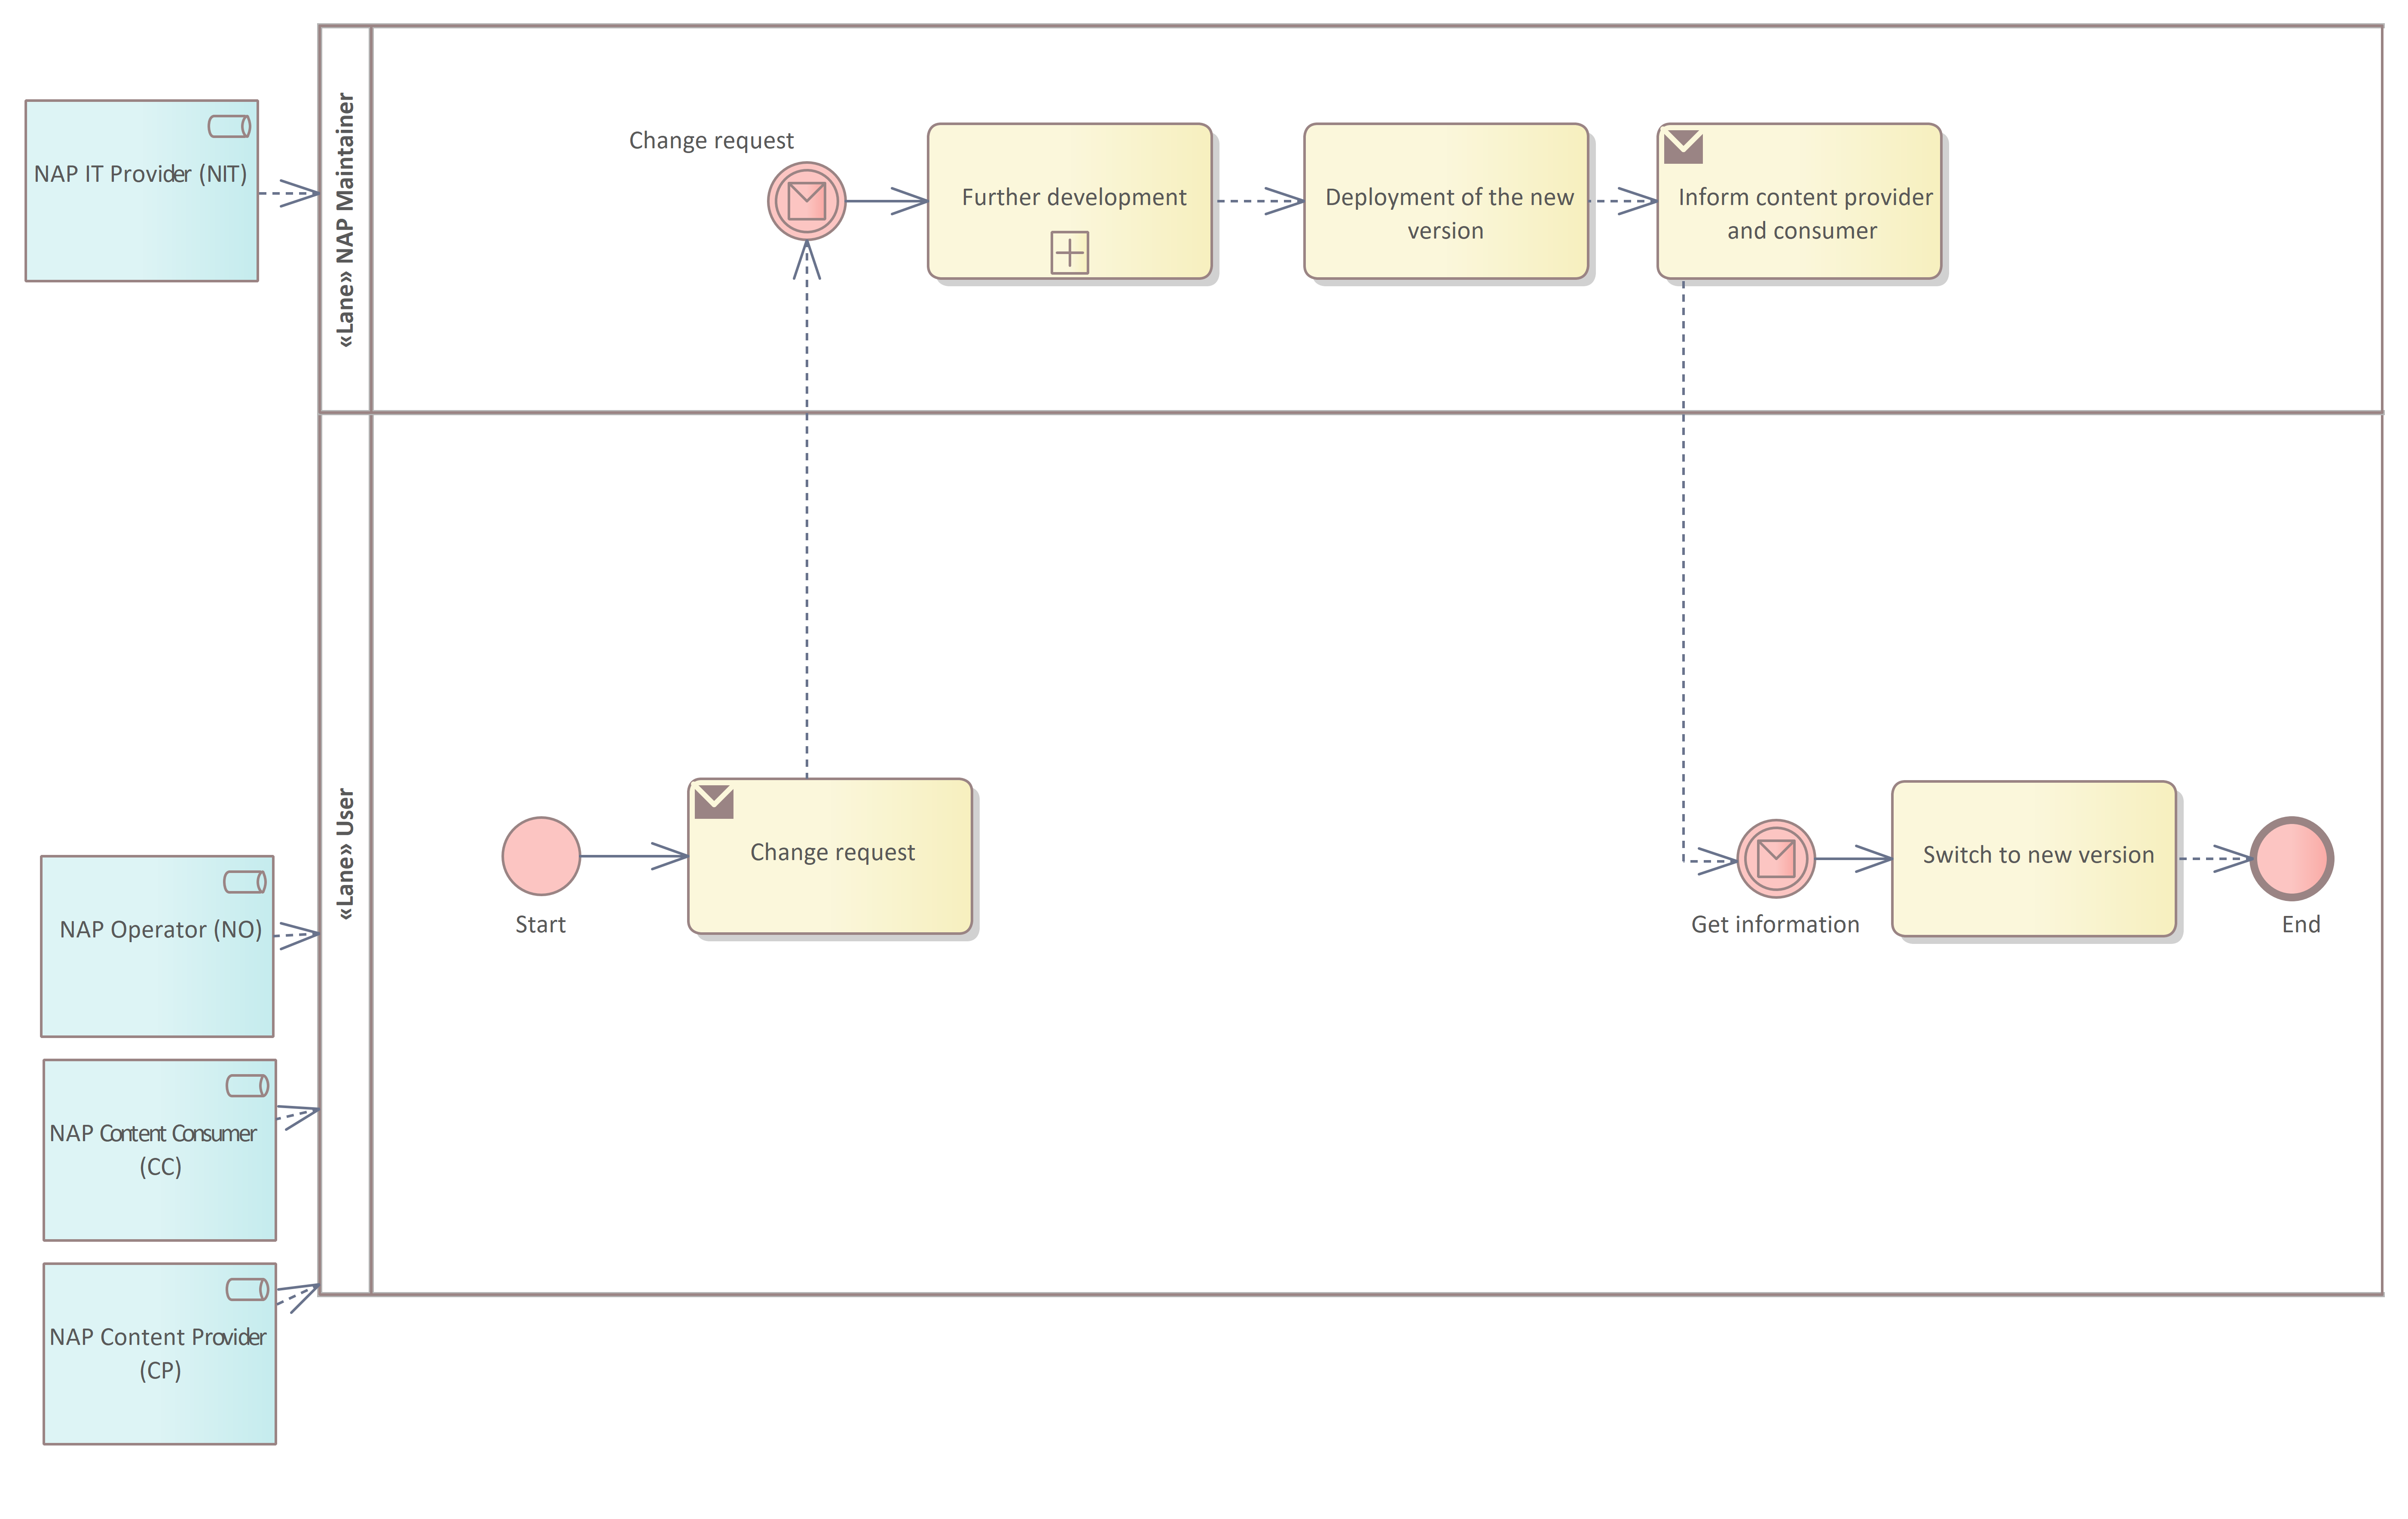 «Lane» NAP Maintainer
NAP IT Provider (NIT)
Change request
Further development
Deployment of the new
version
Inform content provider
and consumer
«Lane» User
Start
Change request
Get information
Switch to new version
End
NAP Operator (NO)
NAP Content Consumer
(CC)
NAP Content Provider
(CP)